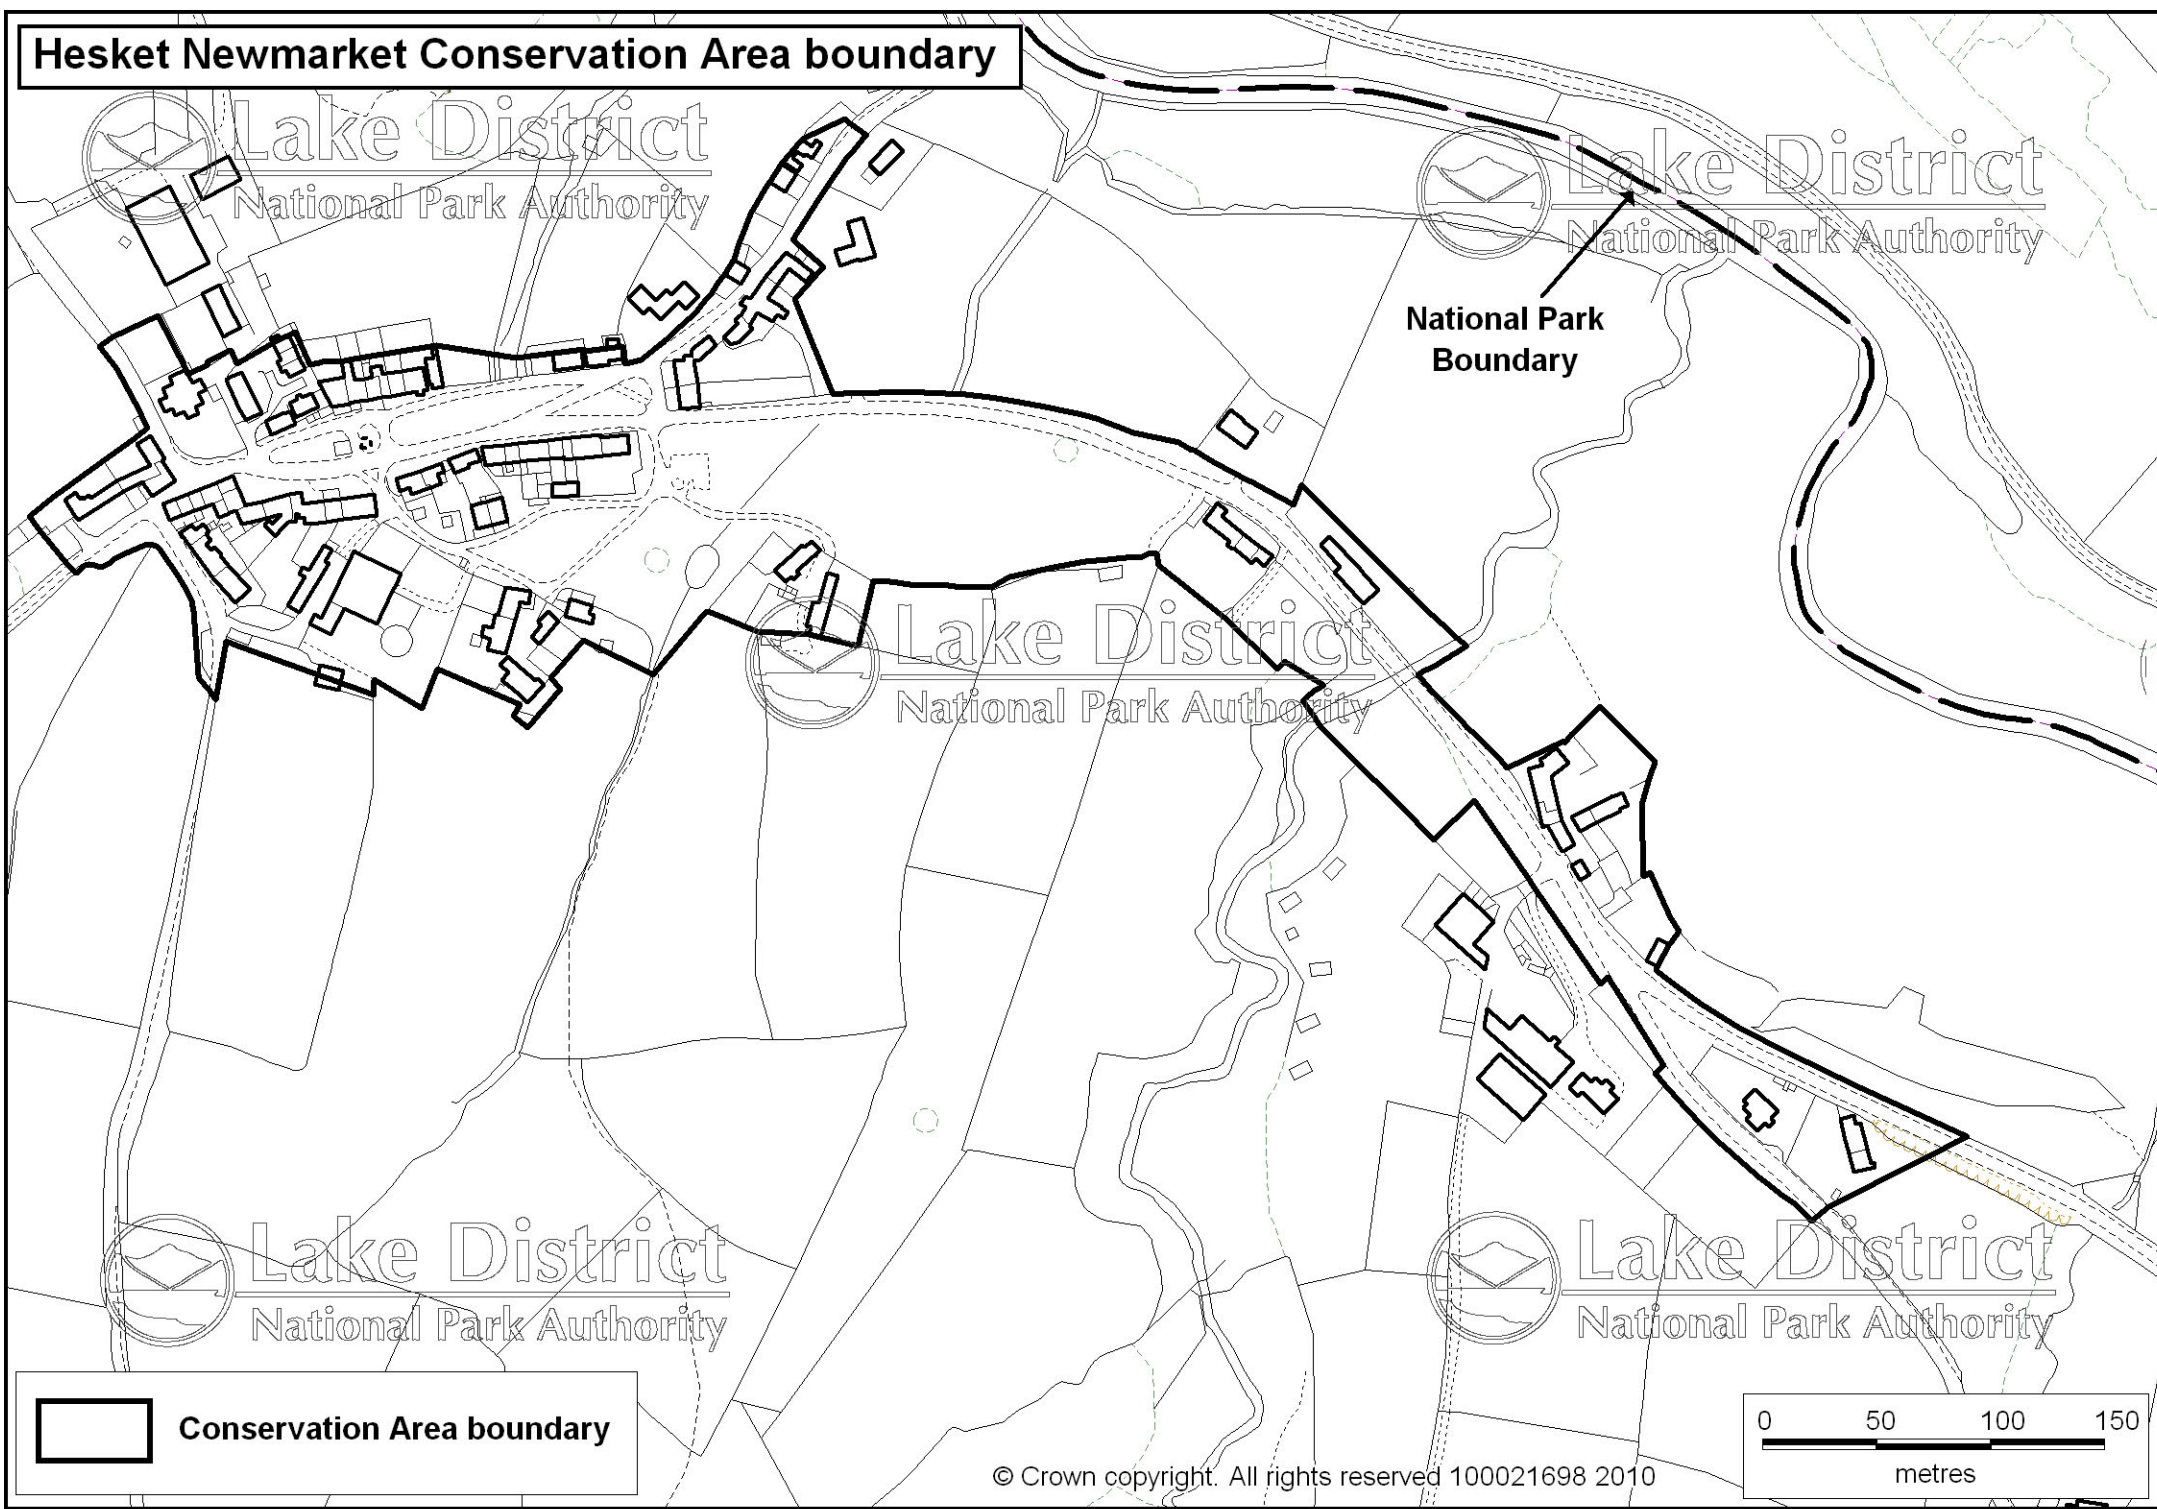 Hesket Newmarket Conservation Area boundary
Lake District
National Park Authority
Lake District
National Park Authority
National Park
Boundary
Lake District
National Park Authority
Lake District
National Park Authority
Lake District
National Park Authority
Conservation Area boundary
© Crown copyright. All rights reserved 100021698 2010
0 50 100 150
metres